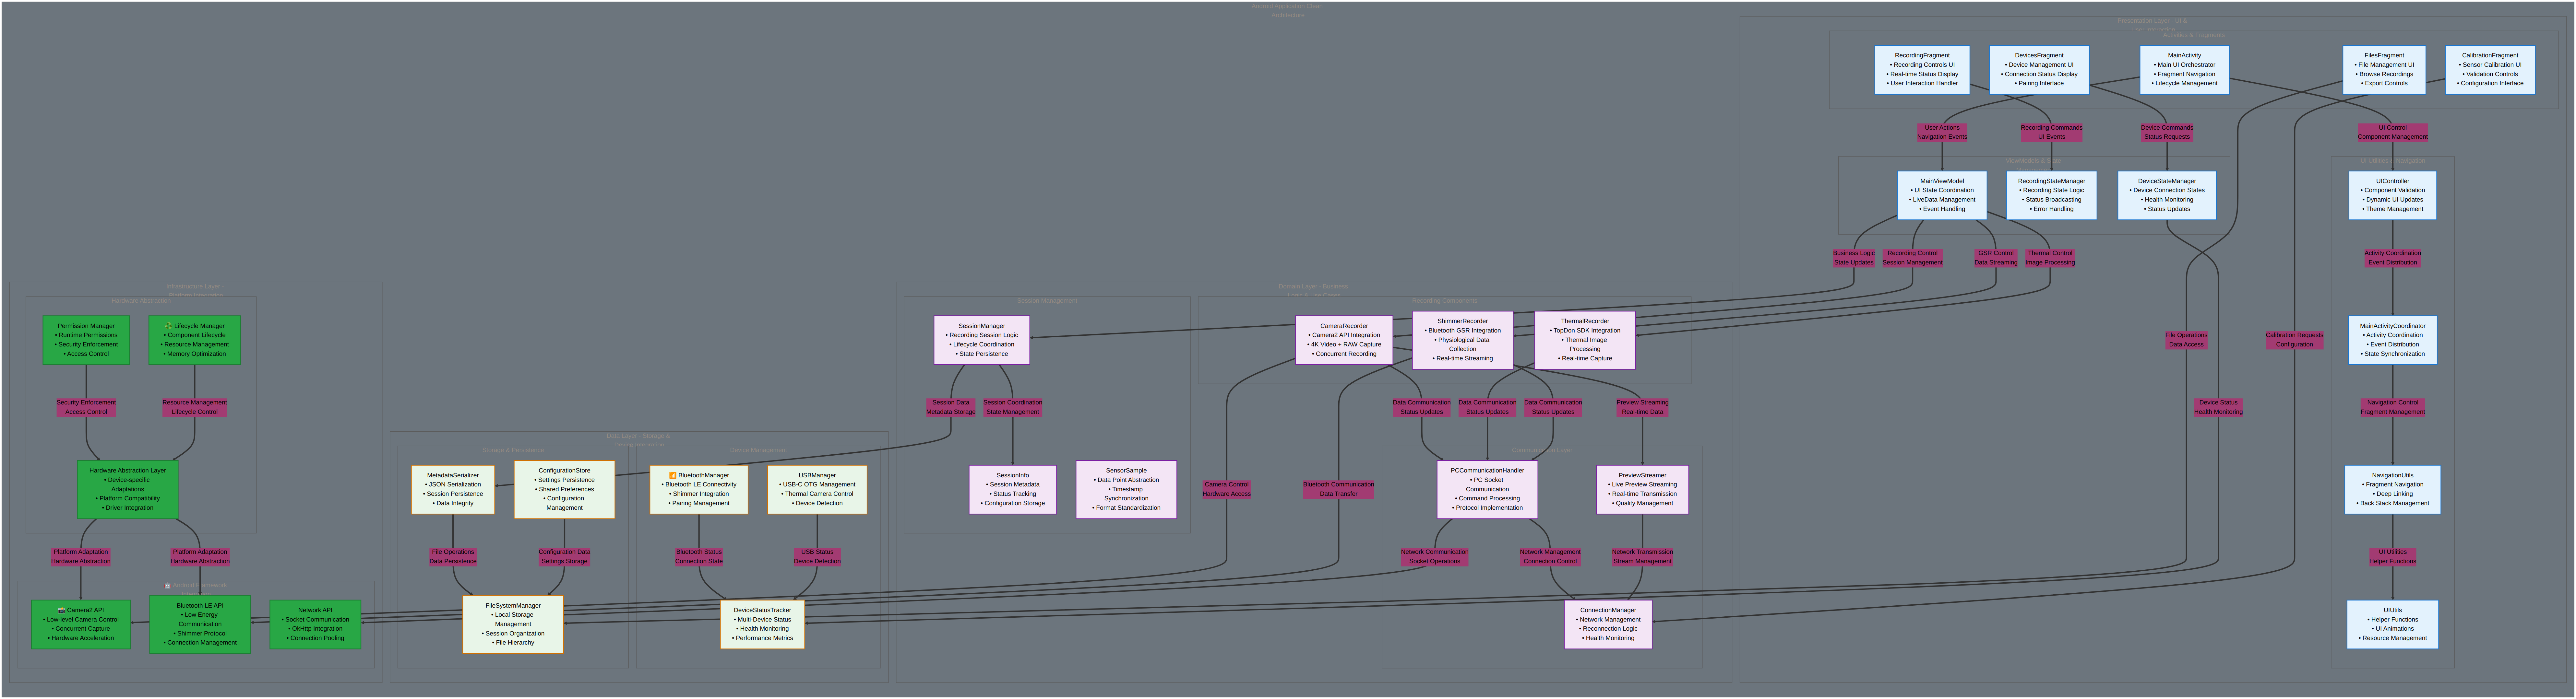 Android Application Clean
Architecture
Presentation Layer - UI &
Activities & Fragments
RecordingFragment
• Recording Controls UI
• Real-time Status Display
• User Interaction Handler
DevicesFragment
• Device Management UI
• Connection Status Display
• Pairing Interface
MainActivity
• Main UI Orchestrator
• Fragment Navigation
• Lifecycle Management
FilesFragment
• File Management UI
• Browse Recordings
• Export Controls
CalibrationFragment
• Sensor Calibration UI
• Validation Controls
• Configuration Interface
User Actions
Navigation Events
Recording Commands
UI Events
Device Commands
Status Requests
UI Control
Component Management
MainViewModel
• UI State Coordination
• LiveData Management
• Event Handling
RecordingStateManager
• Recording State Logic
• Status Broadcasting
• Error Handling
DeviceStateManager
• Device Connection States
• Health Monitoring
• Status Updates
UIController
• Component Validation
• Dynamic UI Updates
• Theme Management
Business Logic
State Updates
Recording Control
Session Management
GSR Control
Data Streaming
Thermal Control
Image Processing
Activity Coordination
Event Distribution
Infrastructure Layer -
Hardware Abstraction
Permission Manager
• Runtime Permissions
• Security Enforcement
• Access Control
Lifecycle Manager
• Component Lifecycle
• Resource Management
• Memory Optimization
Domain Layer - Business
Session Management
SessionManager
• Recording Session Logic
• Lifecycle Coordination
• State Persistence
Recording Components
CameraRecorder
• Camera2 API Integration
• 4K Video + RAW Capture
• Concurrent Recording
ShimmerRecorder
• Bluetooth GSR Integration
• Physiological Data
Collection
• Real-time Streaming
ThermalRecorder
• TopDon SDK Integration
• Thermal Image
Processing
• Real-time Capture
File Operations
Data Access
Calibration Requests
Configuration
MainActivityCoordinator
• Activity Coordination
• Event Distribution
• State Synchronization
Security Enforcement
Access Control
Resource Management
Lifecycle Control
Session Data
Metadata Storage
Session Coordination
State Management
Data Communication
Status Updates
Data Communication
Status Updates
Data Communication
Status Updates
Preview Streaming
Real-time Data
Device Status
Health Monitoring
Navigation Control
Fragment Management
Hardware Abstraction Layer
• Device-specific
Adaptations
• Platform Compatibility
• Driver Integration
Data Layer - Storage &
Storage & Persistence
MetadataSerializer
• JSON Serialization
• Session Persistence
• Data Integrity
ConfigurationStore
• Settings Persistence
• Shared Preferences
• Configuration
Management
Device Management
📶 BluetoothManager
• Bluetooth LE Connectivity
• Shimmer Integration
• Pairing Management
USBManager
• USB-C OTG Management
• Thermal Camera Control
• Device Detection
SessionInfo
• Session Metadata
• Status Tracking
• Configuration Storage
SensorSample
• Data Point Abstraction
• Timestamp
Synchronization
• Format Standardization
Camera Control
Hardware Access
Bluetooth Communication
Data Transfer
Communication Layer
PCCommunicationHandler
• PC Socket
Communication
• Command Processing
• Protocol Implementation
PreviewStreamer
• Live Preview Streaming
• Real-time Transmission
• Quality Management
NavigationUtils
• Fragment Navigation
• Deep Linking
• Back Stack Management
Platform Adaptation
Hardware Abstraction
Platform Adaptation
Hardware Abstraction
File Operations
Data Persistence
Configuration Data
Settings Storage
Bluetooth Status
Connection State
USB Status
Device Detection
Network Communication
Socket Operations
Network Management
Connection Control
Network Transmission
Stream Management
UI Utilities
Helper Functions
📸 Camera2 API
• Low-level Camera Control
• Concurrent Capture
• Hardware Acceleration
Bluetooth LE API
• Low Energy
Communication
• Shimmer Protocol
• Connection Management
Network API
• Socket Communication
• OkHttp Integration
• Connection Pooling
FileSystemManager
• Local Storage
Management
• Session Organization
• File Hierarchy
DeviceStatusTracker
• Multi-Device Status
• Health Monitoring
• Performance Metrics
ConnectionManager
• Network Management
• Reconnection Logic
• Health Monitoring
UIUtils
• Helper Functions
• UI Animations
• Resource Management